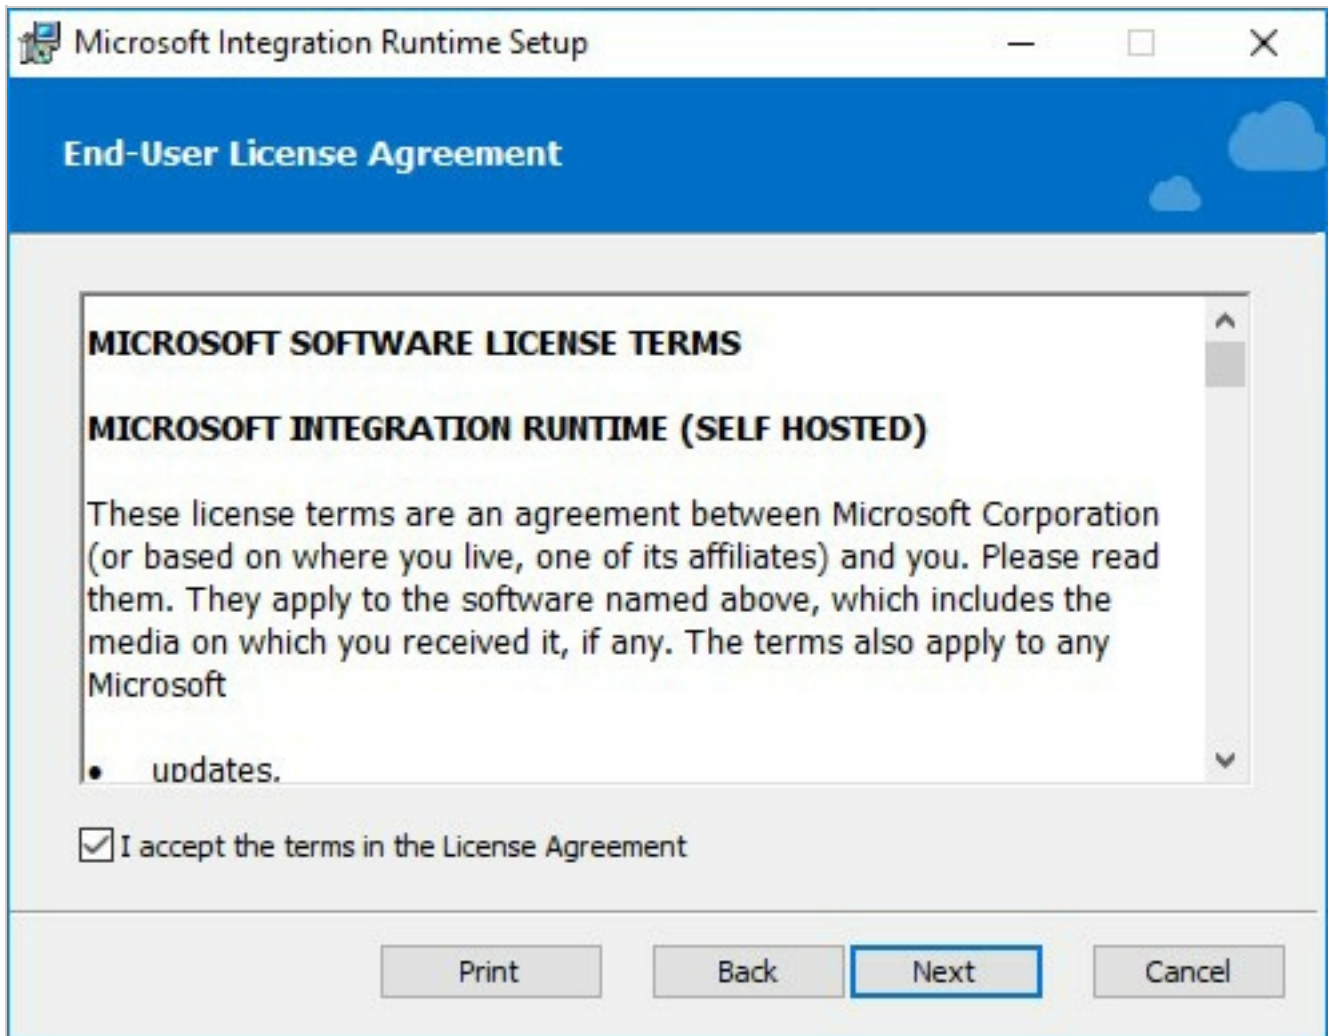 Microsoft Integration Runtime Setup
End-User License Agreement
MICROSOFT SOFTWARE LICENSE TERMS
MICROSOFT INTEGRATION RUNTIME (SELF HOSTED)
These license terms are an agreement between Microsoft Corporation
(or based on where you live, one of its affiliates) and you. Please read
them. They apply to the software named above, which includes the
media on which you received it, if any. The terms also apply to any
Microsoft
• updates,
I accept the terms in the License Agreement
Print Back Next Cancel